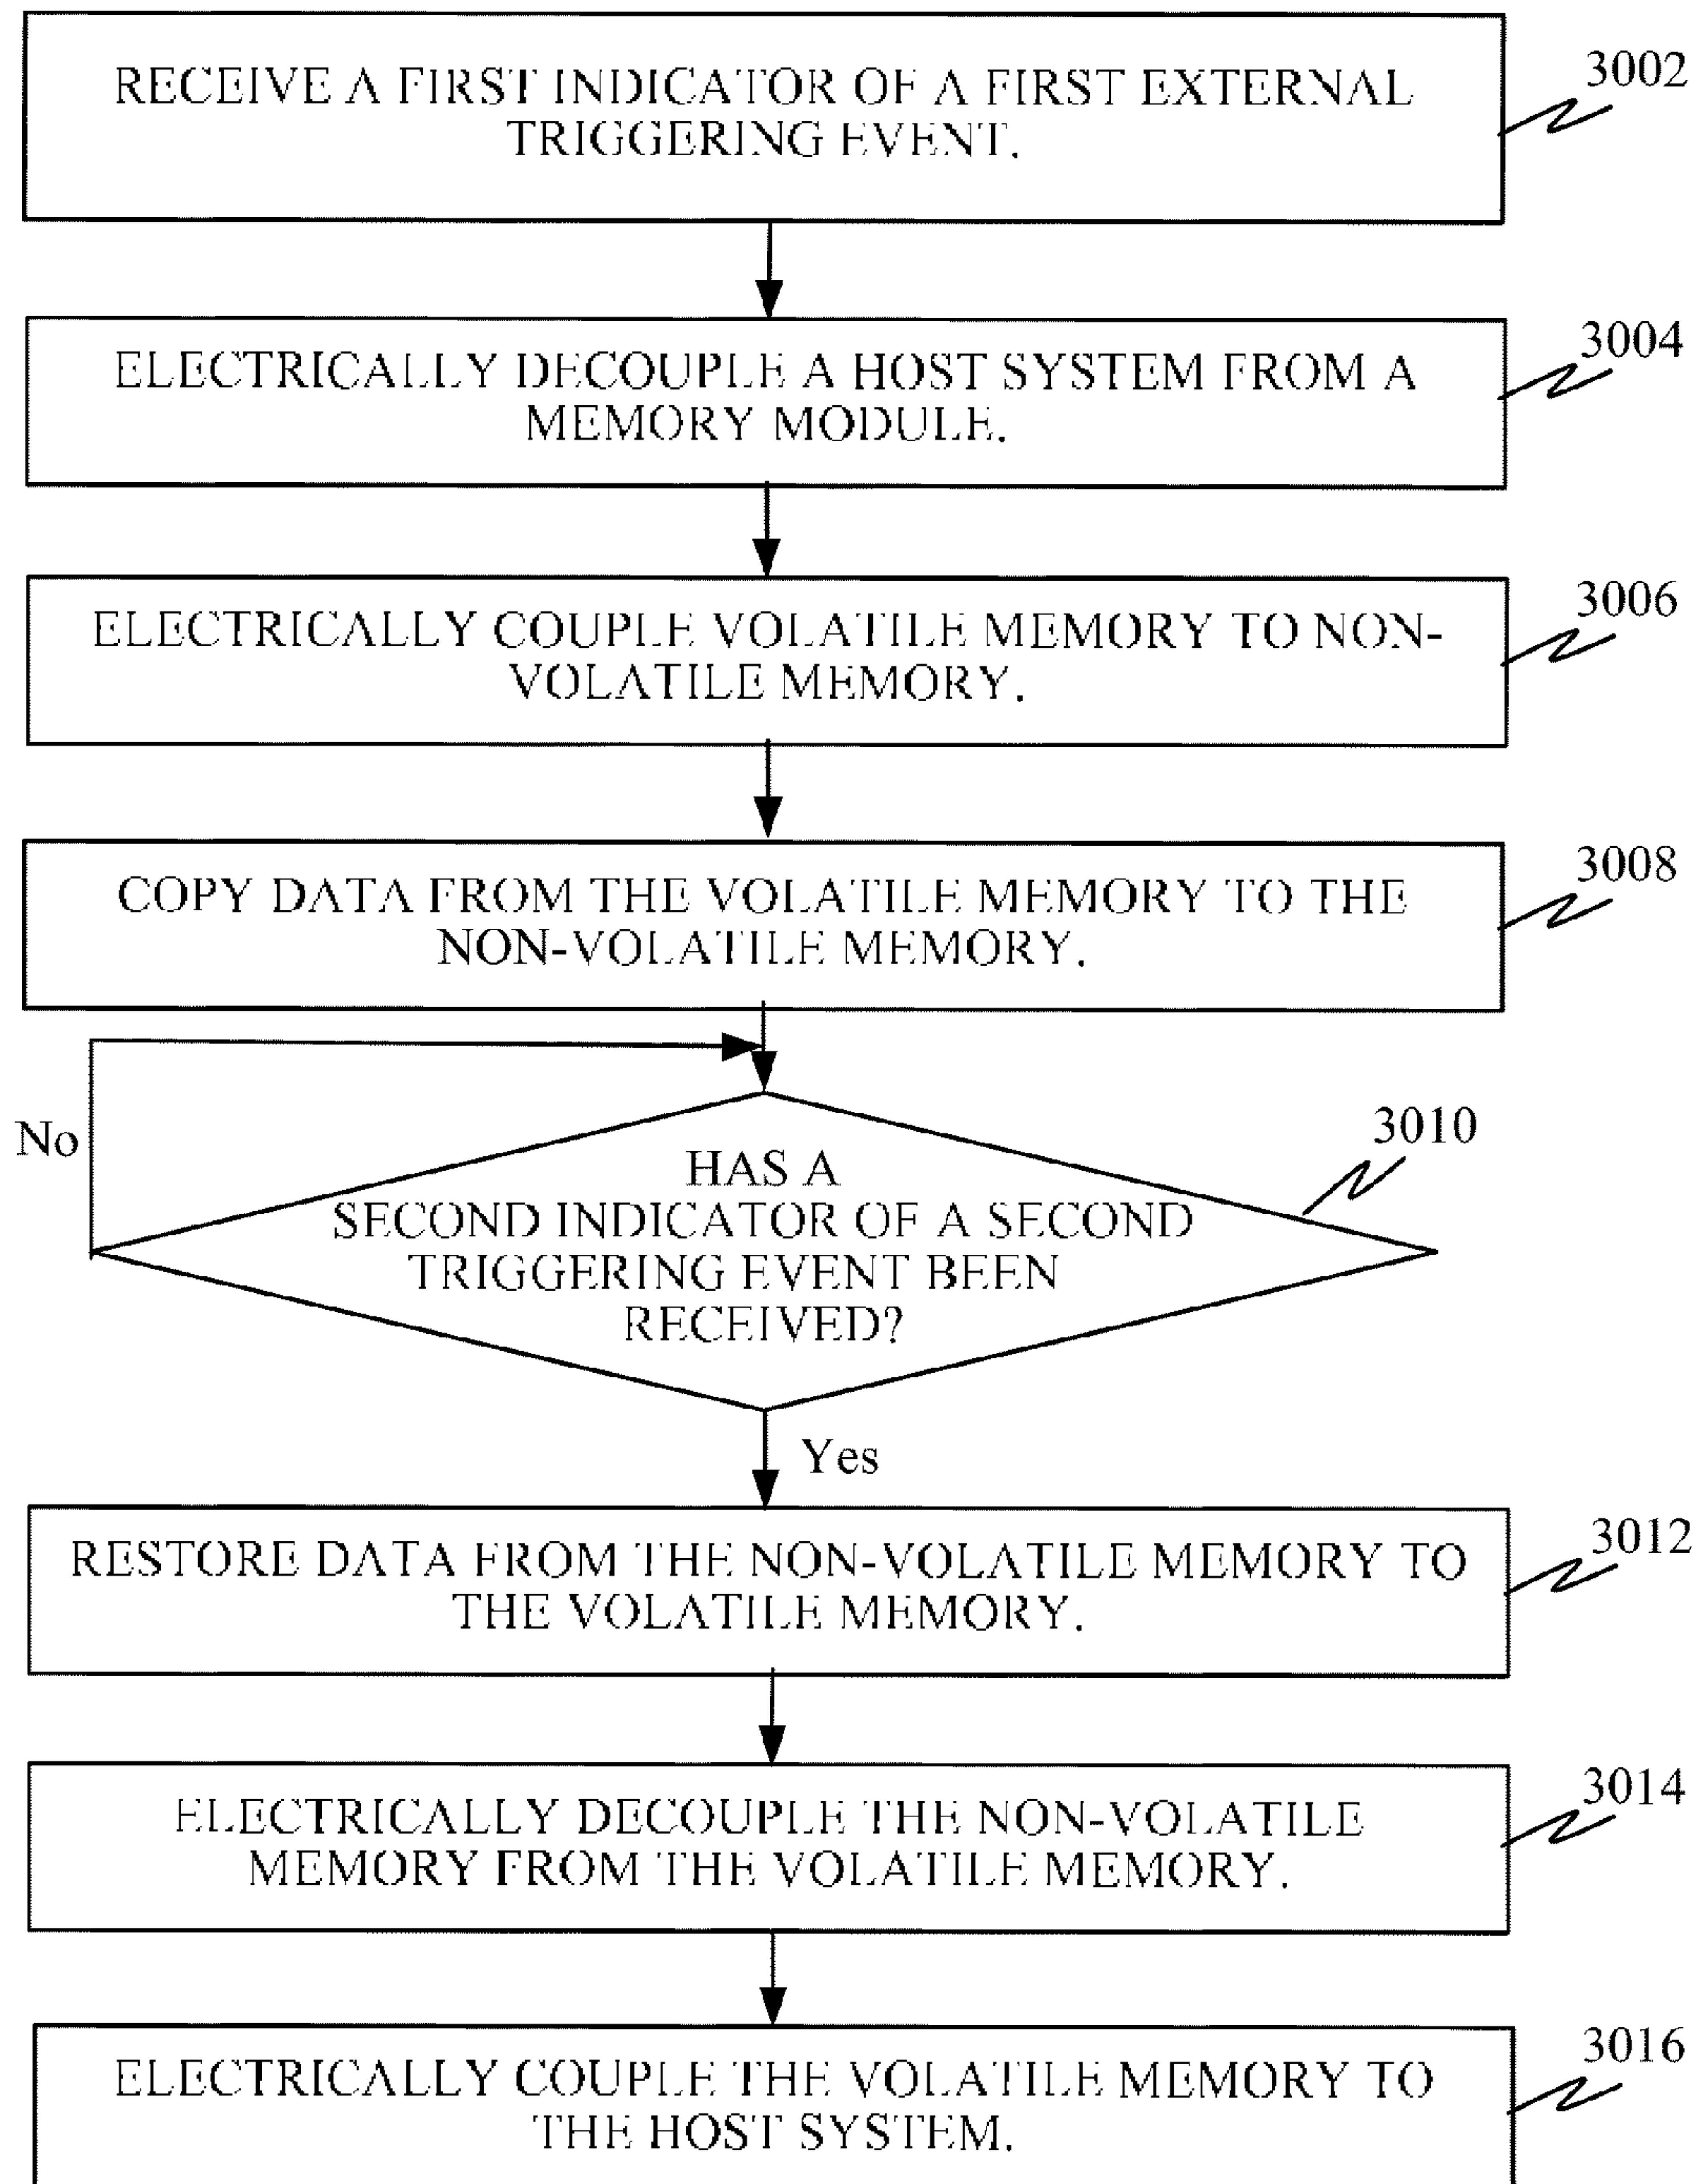 RECEIVE A FIRST INDICATOR OF A FIRST EXTERNAL
TRIGGERING EVENT.
3002
ELECTRICALLY DECOUPLE A HOST SYSTEM FROM A
MEMORY MODULE.
3004
ELECTRICALLY COUPLE VOLATILE MEMORY TO NON-
VOLATILE MEMORY.
3006
COPY DATA FROM THE VOLATILE MEMORY TO THE
NON-VOLATILE MEMORY.
3008
No
HAS A
SECOND INDICATOR OF A SECOND
TRIGGERING EVENT BEEN
RECEIVED?
3010
Yes
RESTORE DATA FROM THE NON-VOLATILE MEMORY TO
THE VOLATILE MEMORY.
3012
ELECTRICALLY DECOUPLE THE NON-VOLATILE
MEMORY FROM THE VOLATILE MEMORY.
3014
ELECTRICALLY COUPLE THE VOLATILE MEMORY TO
THE HOST SYSTEM.
3016